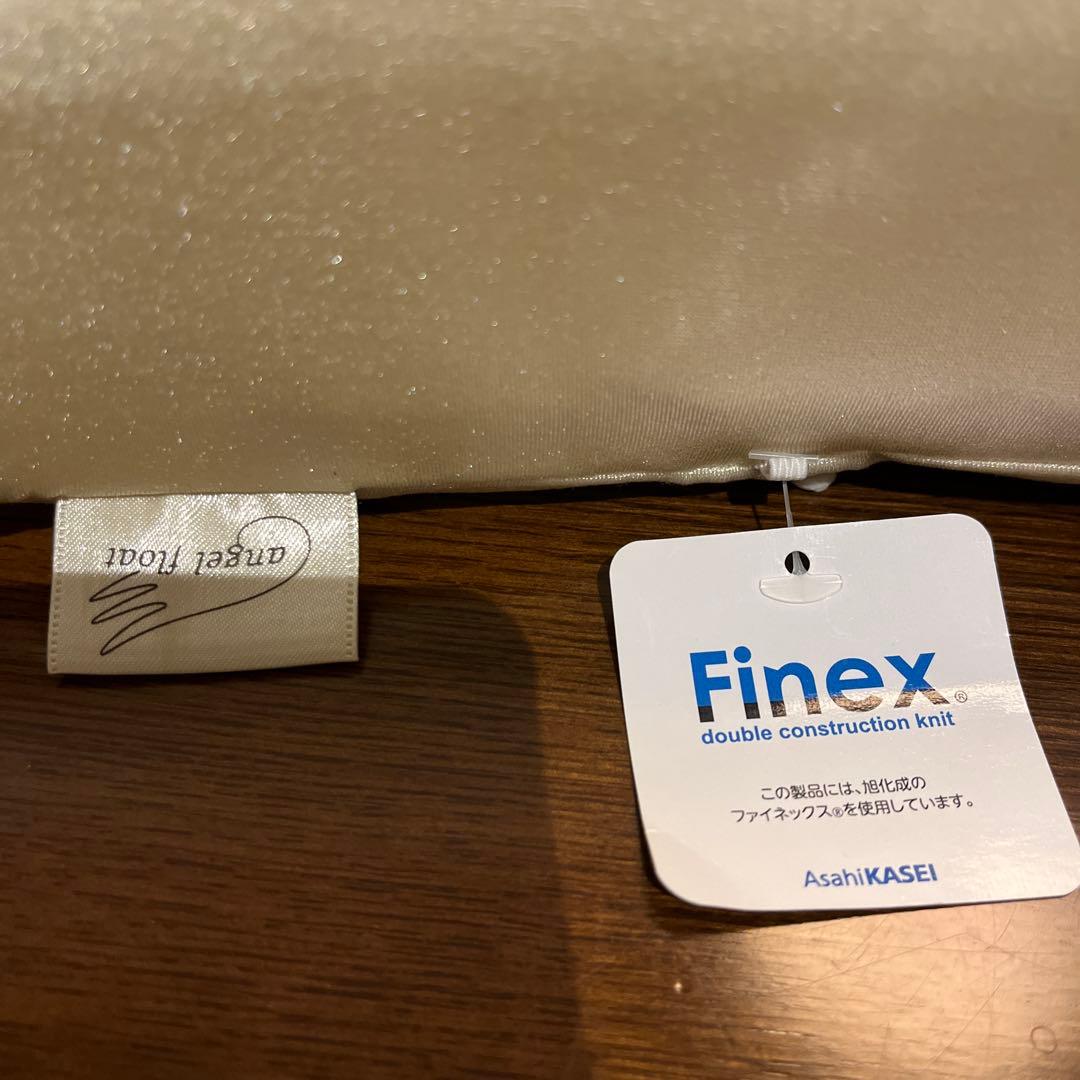 angel float
Finex®
double construction knit
この製品には、旭化成の
ファイネックス®を使用しています。
AsahiKASEI